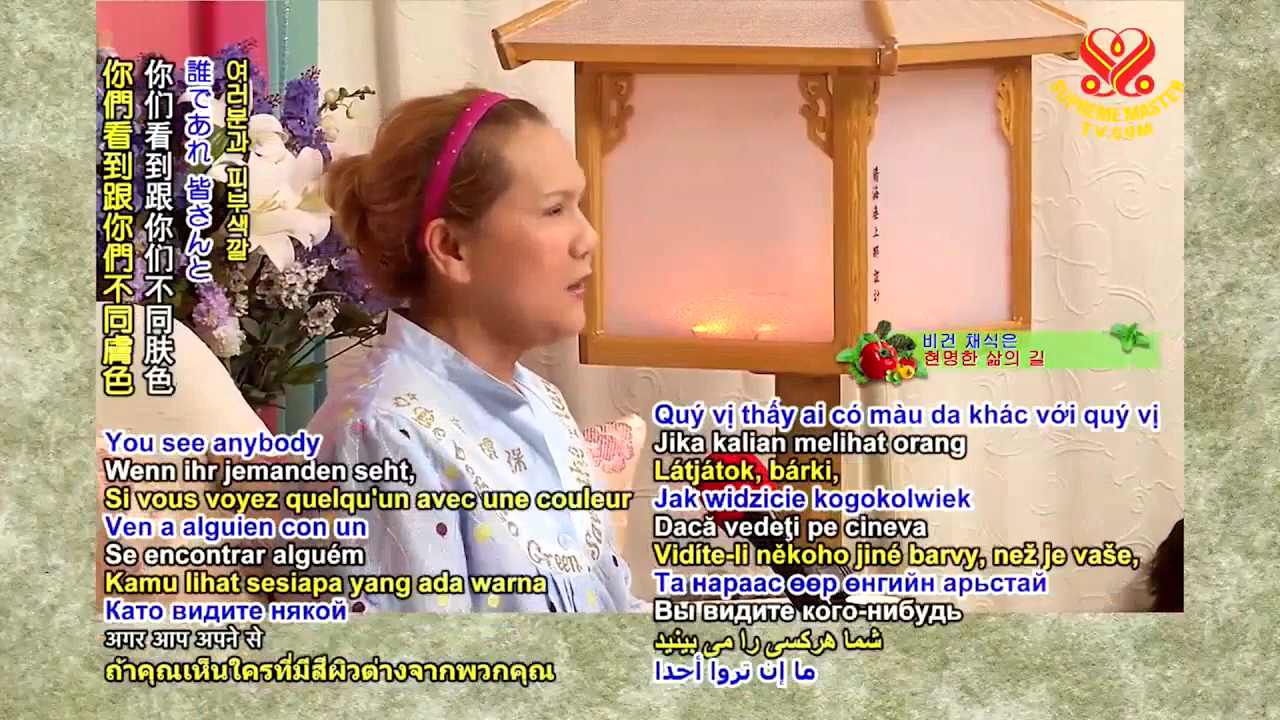 SUPREME MASTER
TV.COM
여러분과 피부색깔
誰であれ 皆さんと
你们看到跟你们不同肤色
你們看到跟你們不同膚色
비건 채식은
현명한 삶의 길
You see anybody
Wenn ihr jemanden seht,
Si vous voyez quelqu'un avec une couleur
Ven a alguien con un
Se encontrar alguém
Kamu lihat sesiapa yang ada warna
Като видите някой
अगर आप अपने से
ถ้าคุณเห็นใครที่มีสีผิวต่างจากพวกคุณ
Quý vị thấy ai có màu da khác với quý vị
Jika kalian melihat orang
Látjátok, bárki,
Jak widzicie kogokolwiek
Dacă vedeţi pe cineva
Vidíte-li někoho jiné barvy, než je vaše,
Та нараас өөр өнгийн арьстай
Вы видите кого-нибудь
شما هرکسی را می بینید
ما إن تروا أحدا
Green